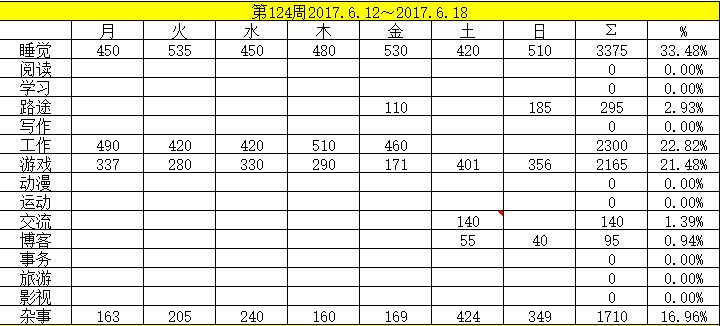 第124周2017.6.12～2017.6.18
月 火 水 木 金 土 日 Σ %
睡觉 450 535 450 480 530 420 510 3375 33.48%
阅读 0 0.00%
学习 0 0.00%
路途 110 185 295 2.93%
写作 0 0.00%
工作 490 420 420 510 460 2300 22.82%
游戏 337 280 330 290 171 401 356 2165 21.48%
动漫 0 0.00%
运动 0 0.00%
交流 140 140 1.39%
博客 55 40 95 0.94%
事务 0 0.00%
旅游 0 0.00%
影视 0 0.00%
杂事 163 205 240 160 169 424 349 1710 16.96%